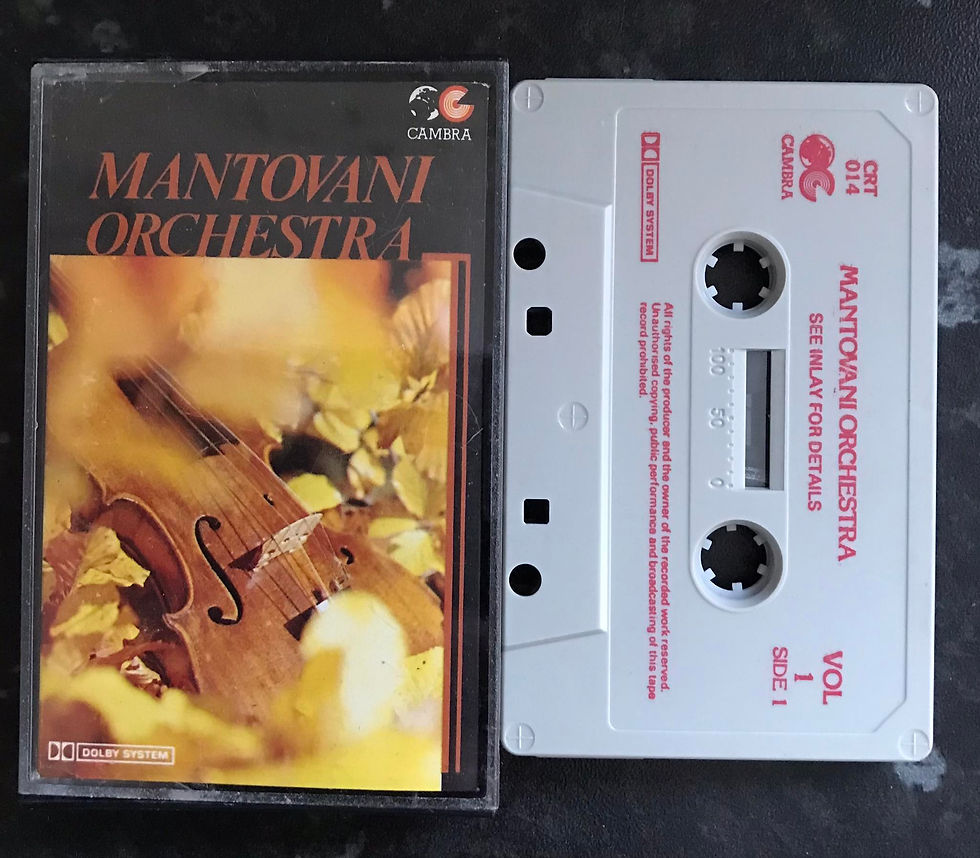 CAMBRA
MANTOVANI
ORCHESTRA
DOLBY SYSTEM
CRT
014
CAMBRA
MANTOVANI ORCHESTRA
SEE INLAY FOR DETAILS
VOL
1
SIDE 1
100 50 0
DOLBY SYSTEM
All rights of the producer and the owner of the recorded work reserved.
Unauthorised copying, public performance and broadcasting of this tape
record prohibited.